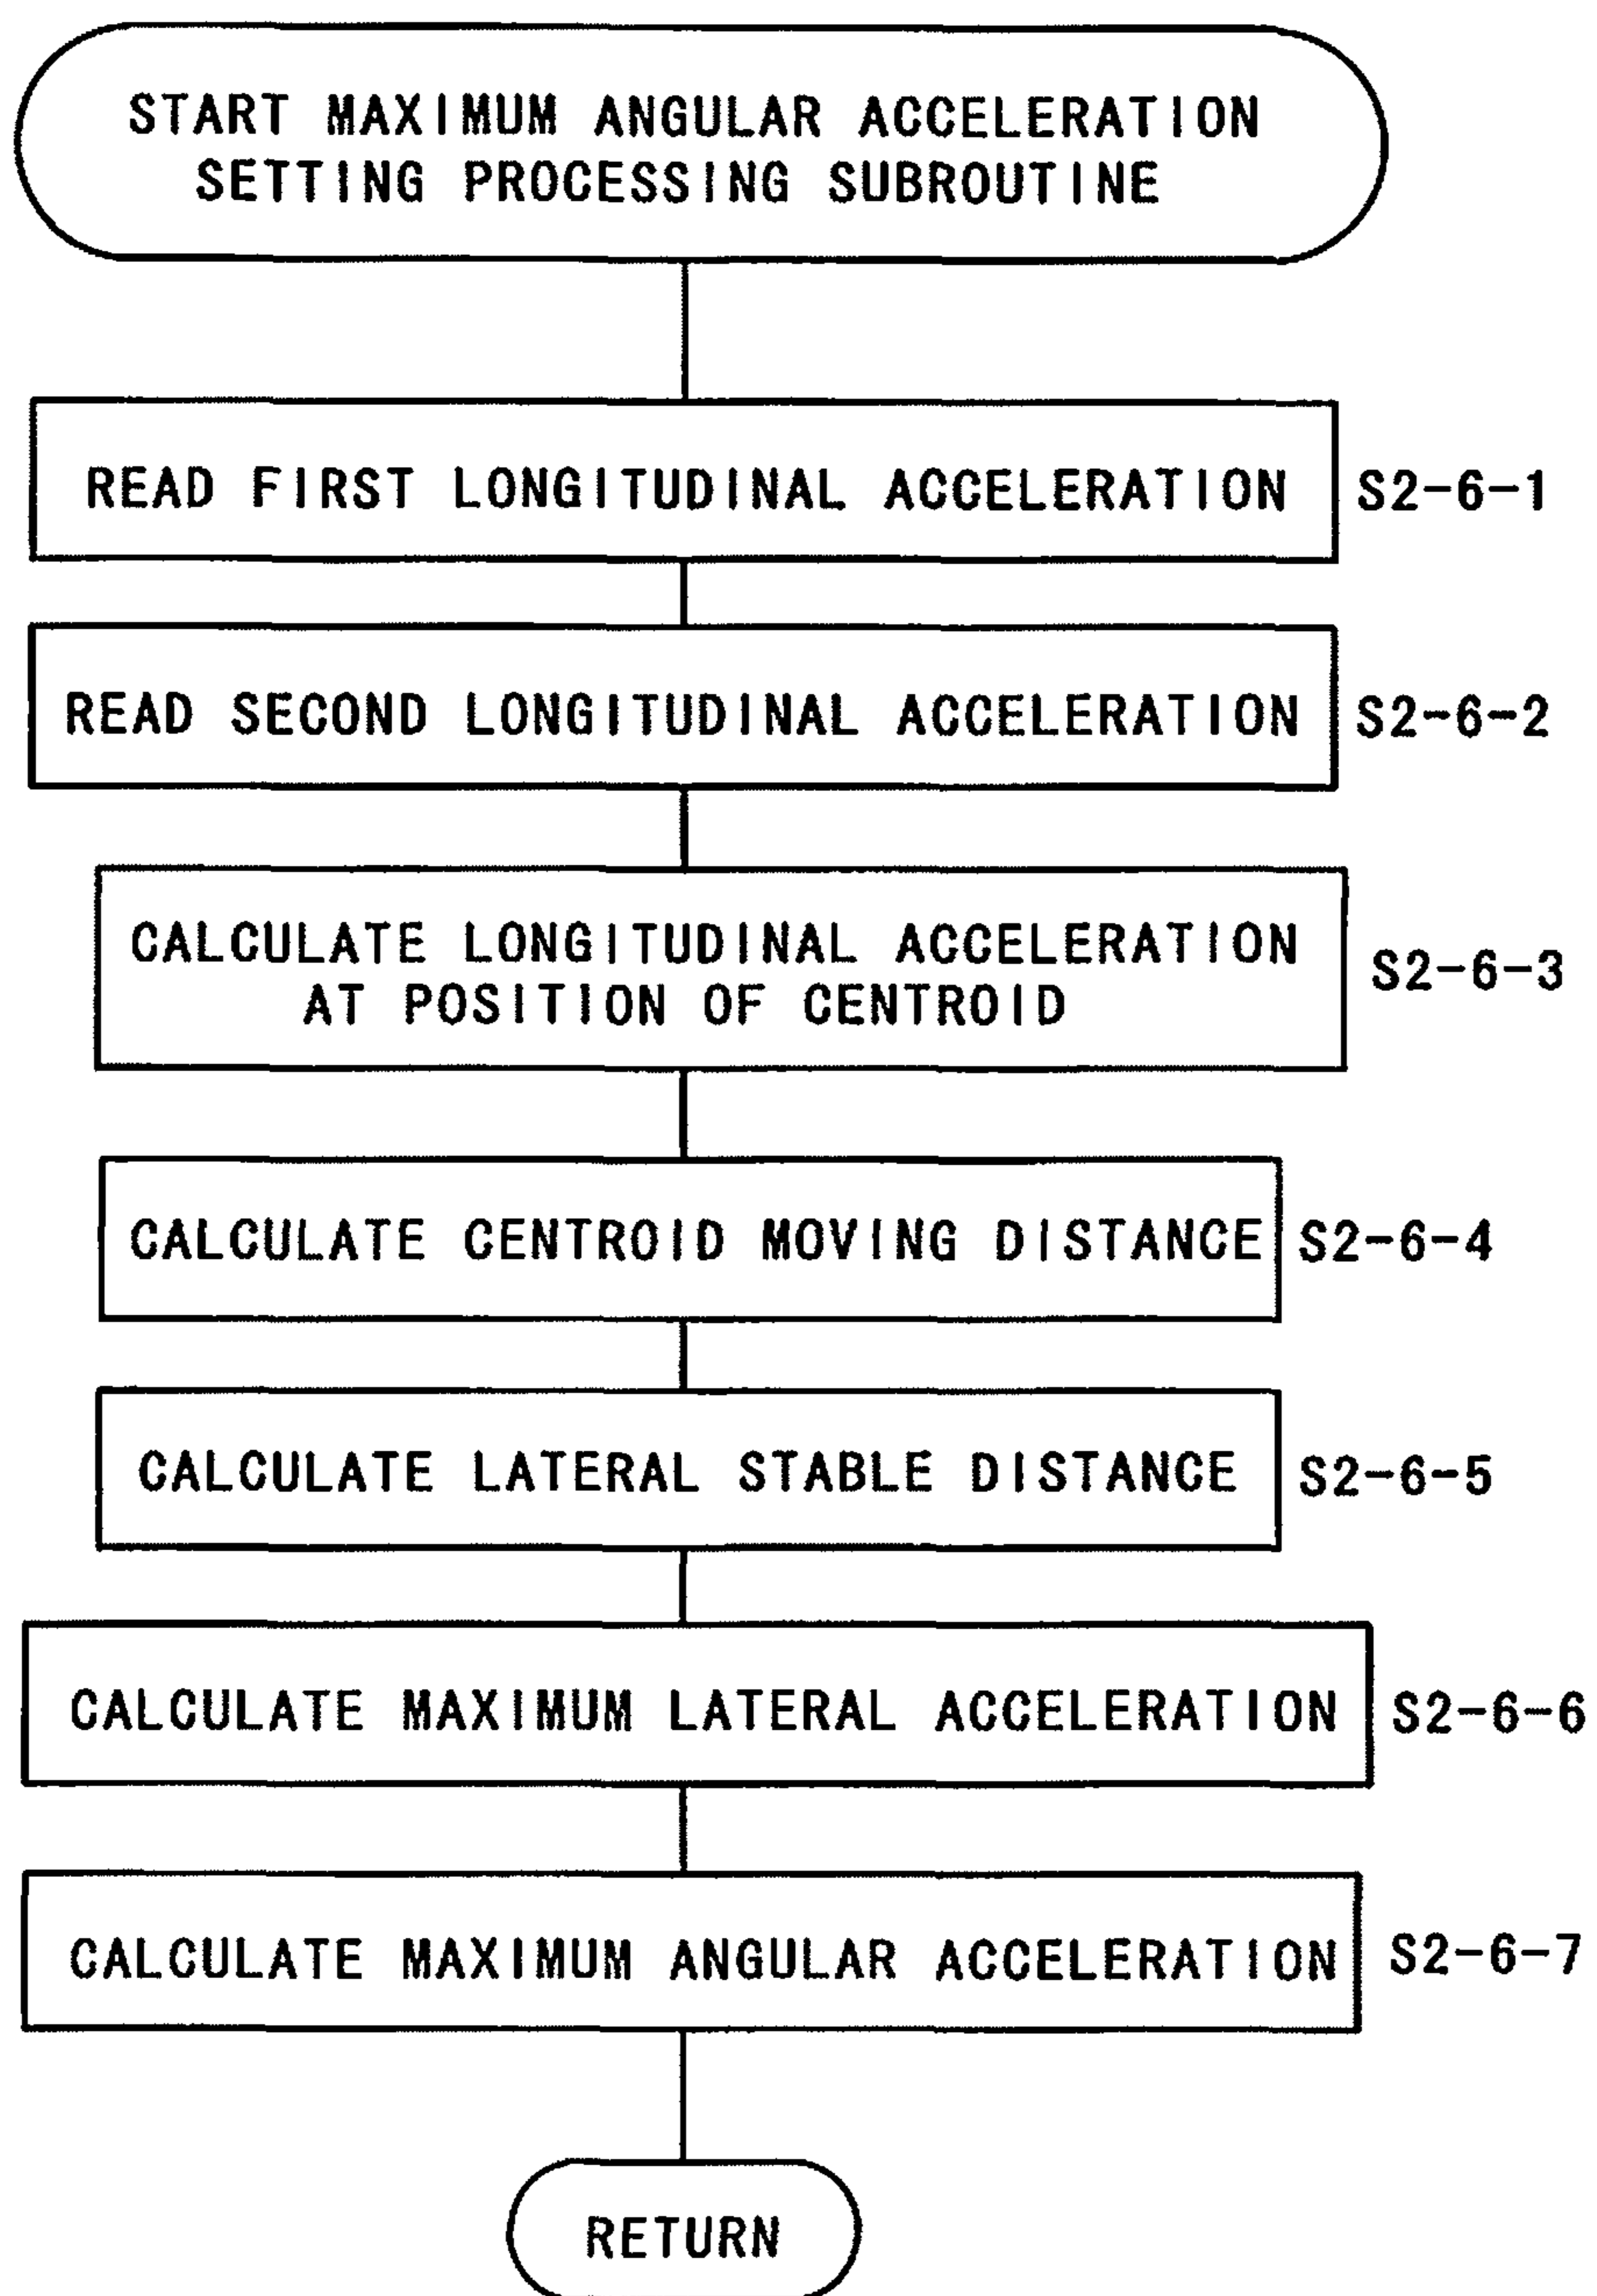 START MAXIMUM ANGULAR ACCELERATION
SETTING PROCESSING SUBROUTINE
READ FIRST LONGITUDINAL ACCELERATION S2-6-1
READ SECOND LONGITUDINAL ACCELERATION S2-6-2
CALCULATE LONGITUDINAL ACCELERATION
AT POSITION OF CENTROID
S2-6-3
CALCULATE CENTROID MOVING DISTANCE S2-6-4
CALCULATE LATERAL STABLE DISTANCE S2-6-5
CALCULATE MAXIMUM LATERAL ACCELERATION S2-6-6
CALCULATE MAXIMUM ANGULAR ACCELERATION S2-6-7
RETURN